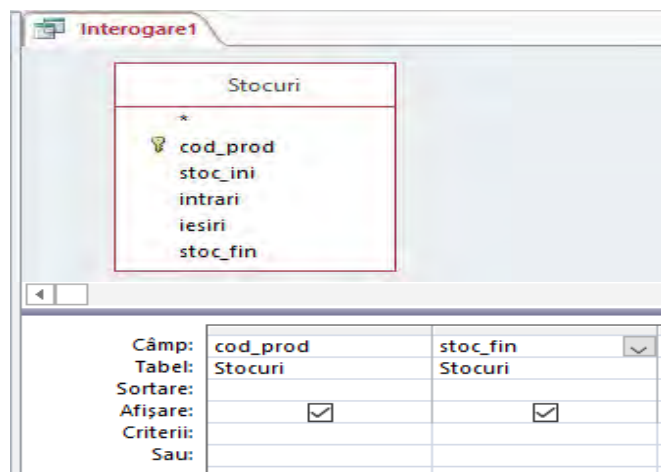 Interogare1
Stocuri
*
cod_prod
stoc_ini
intrari
iesiri
stoc_fin
Câmp: cod_prod stoc_fin
Tabel: Stocuri Stocuri
Sortare:
Afișare:
Criterii:
Sau: